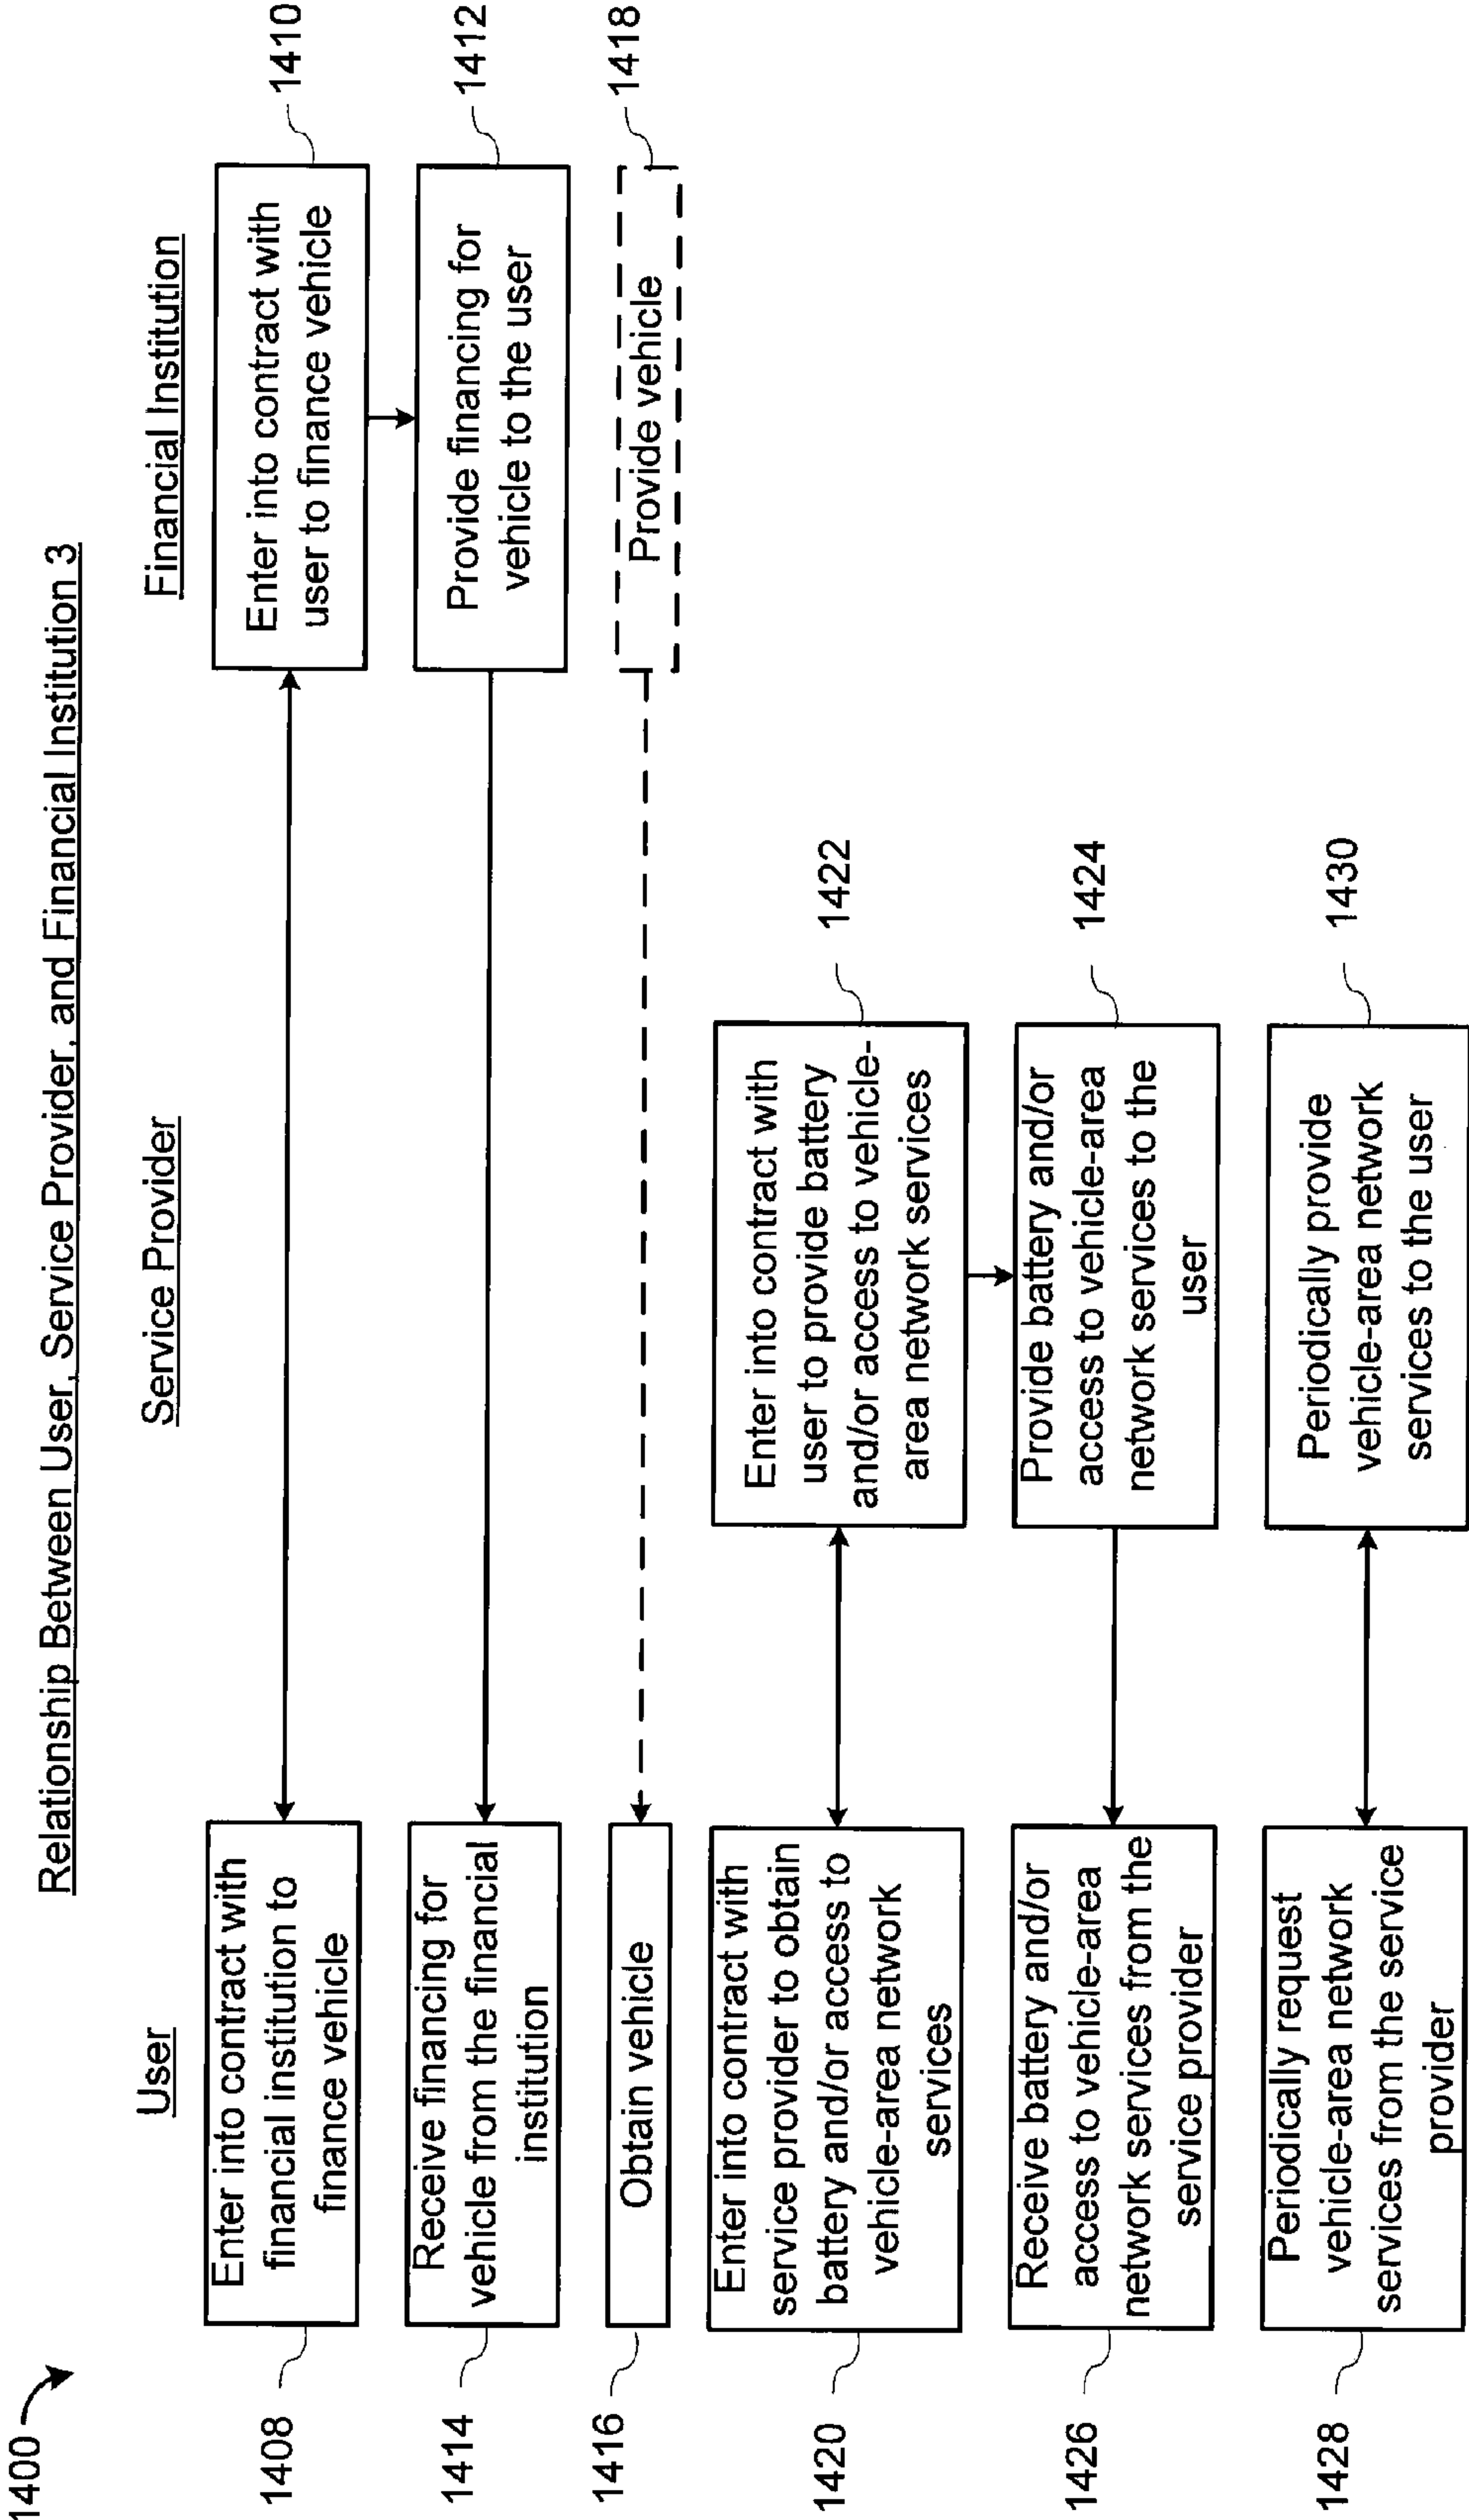 1400
Relationship Between User, Service Provider, and Financial Institution 3
User
Service Provider
Financial Institution
1408
Enter into contract with
financial institution to
finance vehicle
Enter into contract with
user to finance vehicle
1410
1414
Receive financing for
vehicle from the financial
institution
Provide financing for
vehicle to the user
1412
1416
Obtain vehicle
Provide vehicle
1418
1420
Enter into contract with
service provider to obtain
battery and/or access to
vehicle-area network
services
Enter into contract with
user to provide battery
and/or access to vehicle-
area network services
1422
1426
Receive battery and/or
access to vehicle-area
network services from the
service provider
Provide battery and/or
access to vehicle-area
network services to the
user
1424
1428
Periodically request
vehicle-area network
services from the service
provider
Periodically provide
vehicle-area network
services to the user
1430